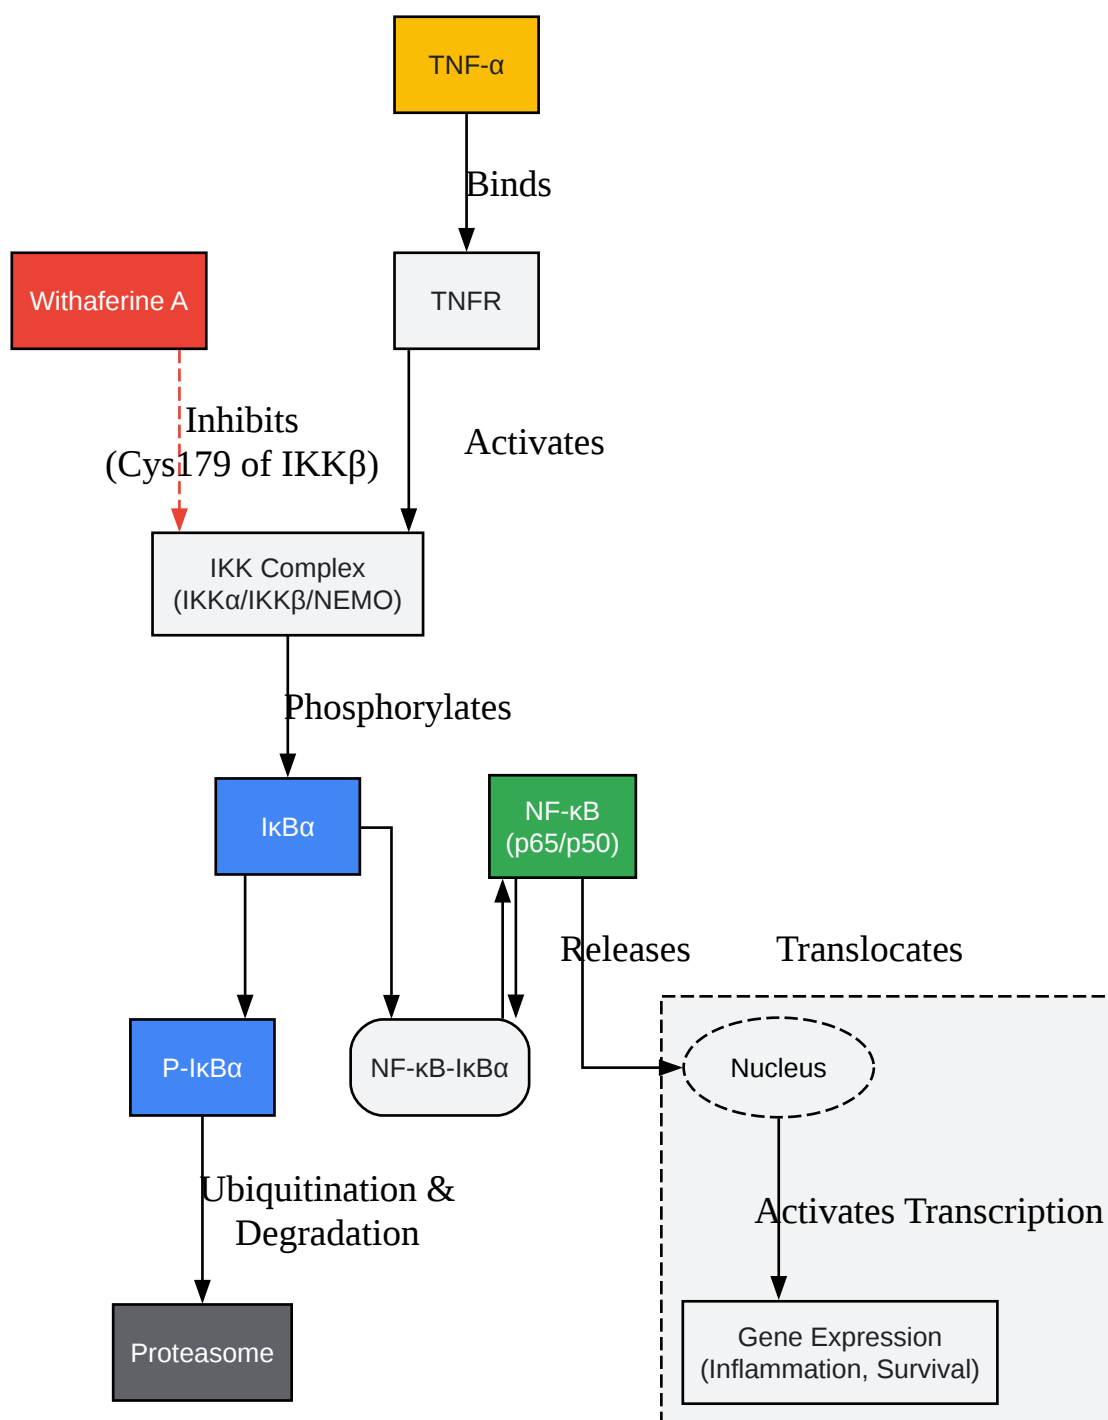 TNF-α
Binds
Withaferine A
TNFR
Inhibits
(Cys179 of IKKβ)
Activates
IKK Complex
(IKKα/IKKβ/NEMO)
Phosphorylates
IκBα
NF-κB
(p65/p50)
Releases
Translocates
P-IκBα
NF-κB-IκBα
Nucleus
Ubiquitination &
Degradation
Activates Transcription
Proteasome
Gene Expression
(Inflammation, Survival)